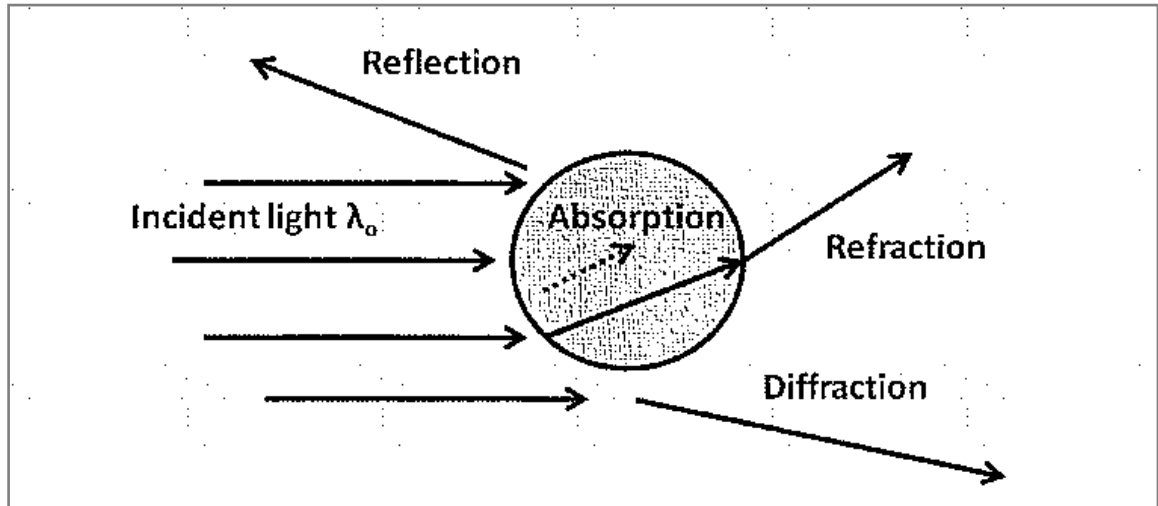 Reflection
Incident light λₒ
Absorption
Refraction
Diffraction